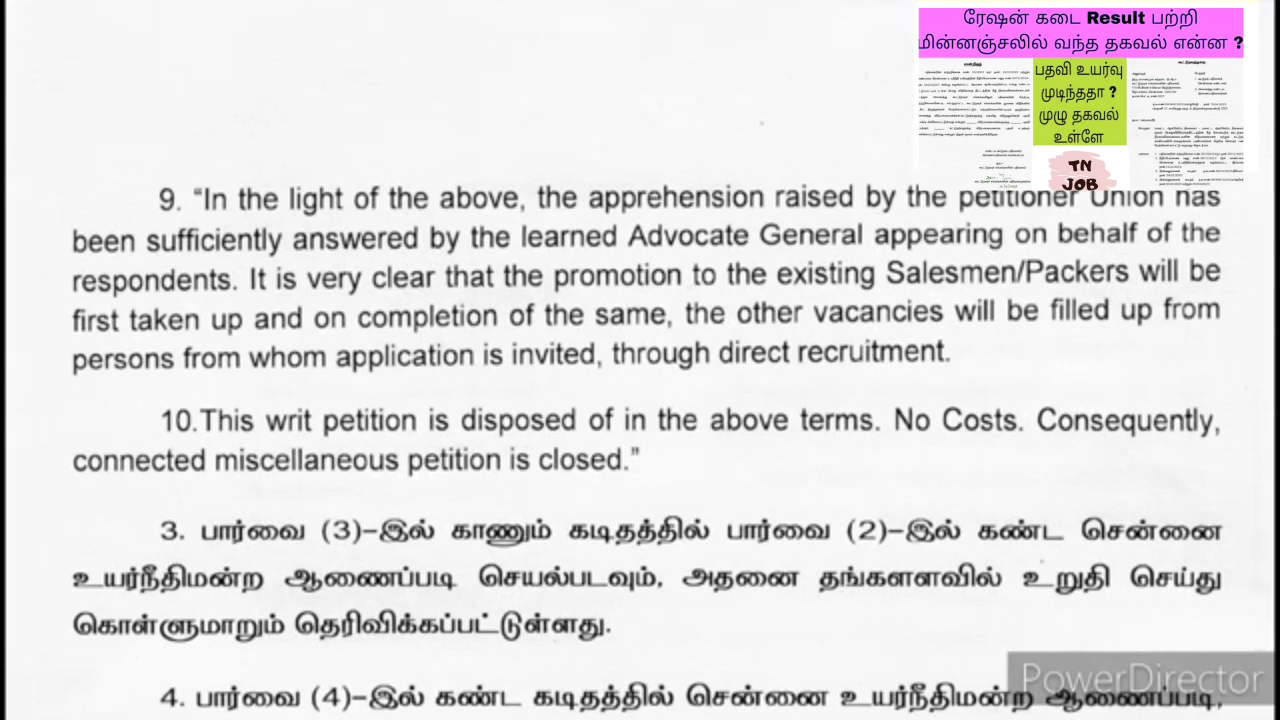 ரேஷன் கடை Result பற்றி
மின்னஞ்சலில் வந்த தகவல் என்ன ?
பதவி உயர்வு
முடிந்ததா ?
முழு தகவல்
உள்ளே
TN
JOB
9. “In the light of the above, the apprehension raised by the petitioner Union has
been sufficiently answered by the learned Advocate General appearing on behalf of the
respondents. It is very clear that the promotion to the existing Salesmen/Packers will be
first taken up and on completion of the same, the other vacancies will be filled up from
persons from whom application is invited, through direct recruitment.
10.This writ petition is disposed of in the above terms. No Costs. Consequently,
connected miscellaneous petition is closed.”
3. பார்வை (3)-இல் காணும் கடிதத்தில் பார்வை (2)-இல் கண்ட சென்னை
உயர்நீதிமன்ற ஆணைப்படி செயல்படவும், அதனை தங்களளவில் உறுதி செய்து
கொள்ளுமாறும் தெரிவிக்கப்பட்டுள்ளது.
4. பார்வை (4)-இல் கண்ட கடிதத்தில் சென்னை உயர்நீதிமன்ற ஆணைப்படி,
PowerDirector